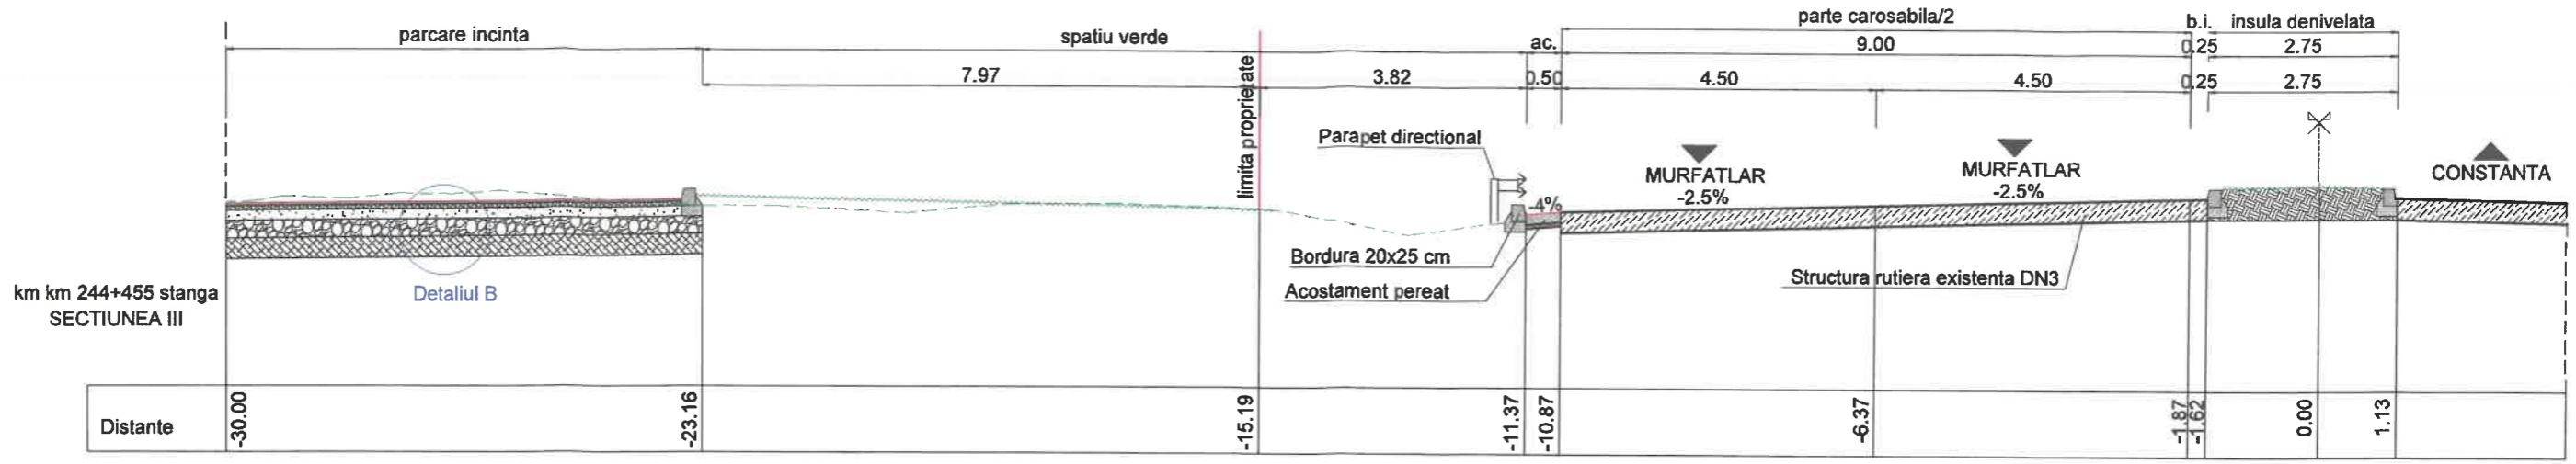 parcare incinta
spatiu verde
ac.
parte carosabila/2
b.i.
insula denivelata
9.00
0.25
2.75
7.97
3.82
0.50
4.50
4.50
0.25
2.75
limita proprietate
Parapet directional
MURFATLAR
-2.5%
MURFATLAR
-2.5%
CONSTANTA
-4%
Bordura 20x25 cm
Acostament pereat
Structura rutiera existenta DN3
km km 244+455 stanga
SECTIUNEA III
Detaliul B
Distante
-30.00
-23.16
-15.19
-11.37
-10.87
-6.37
-1.87
-1.62
0.00
1.13